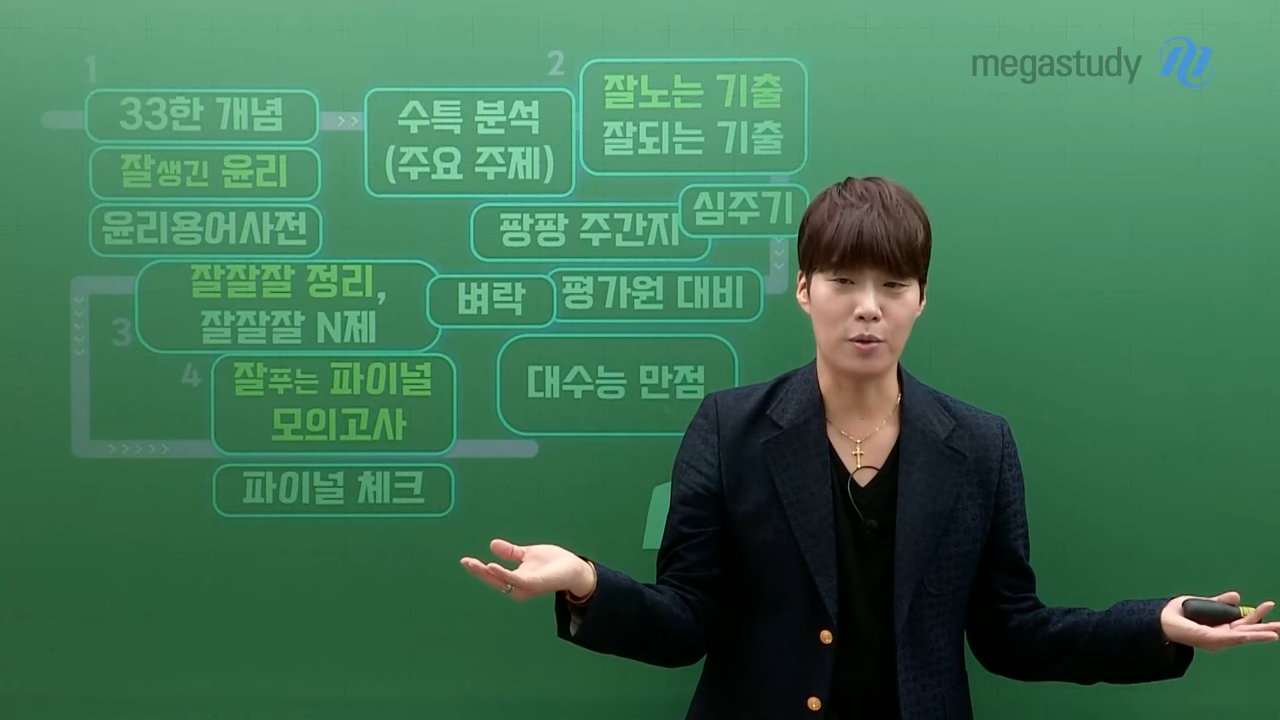 megastudy
1
33한 개념
잘생긴 윤리
윤리용어사전
수특 분석
(주요 주제)
2
잘노는 기출
잘되는 기출
심주기
팡팡 주간지
3
잘잘잘 정리,
잘잘잘 N제
벼락
평가원 대비
4
잘푸는 파이널
모의고사
대수능 만점
파이널 체크